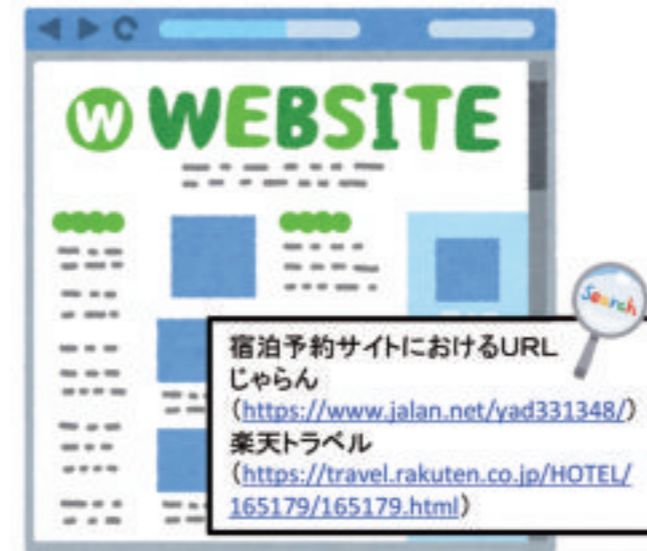 W WEBSITE
Search
宿泊予約サイトにおけるURL
じゃらん
（https://www.jalan.net/yad331348/）
楽天トラベル
（https://travel.rakuten.co.jp/HOTEL/
165179/165179.html）